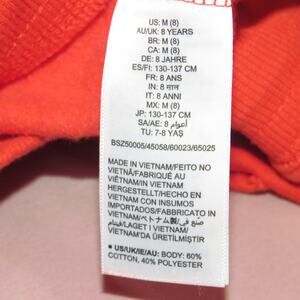 US: M (8)
AU/UK: 8 YEARS
BR: M (8)
CA: M (8)
DE: 8 JAHRE
ES/FI: 130-137 CM
FR: 8 ANS
IN: 8 साल
IT: 8 ANNI
MX: M (8)
JP: 130-137 CM
SA/AE: 8 أعوام
TU: 7-8 YAŞ
BSZ50005/45058/60023/65025
MADE IN VIETNAM/FEITO NO
VIETNÃ/FABRIQUÉ AU
VIÊTNAM/IN VIETNAM
HERGESTELLT/HECHO EN
VIETNAM CON INSUMOS
IMPORTADOS DE VIETNAM/
ベトナム製/صنع في
فيتنام/LAGET I VIETNAM/
VIETNAM'DA ÜRETİLMİŞTİR
• US/UK/IE/AU: BODY: 60%
COTTON, 40% POLYESTER